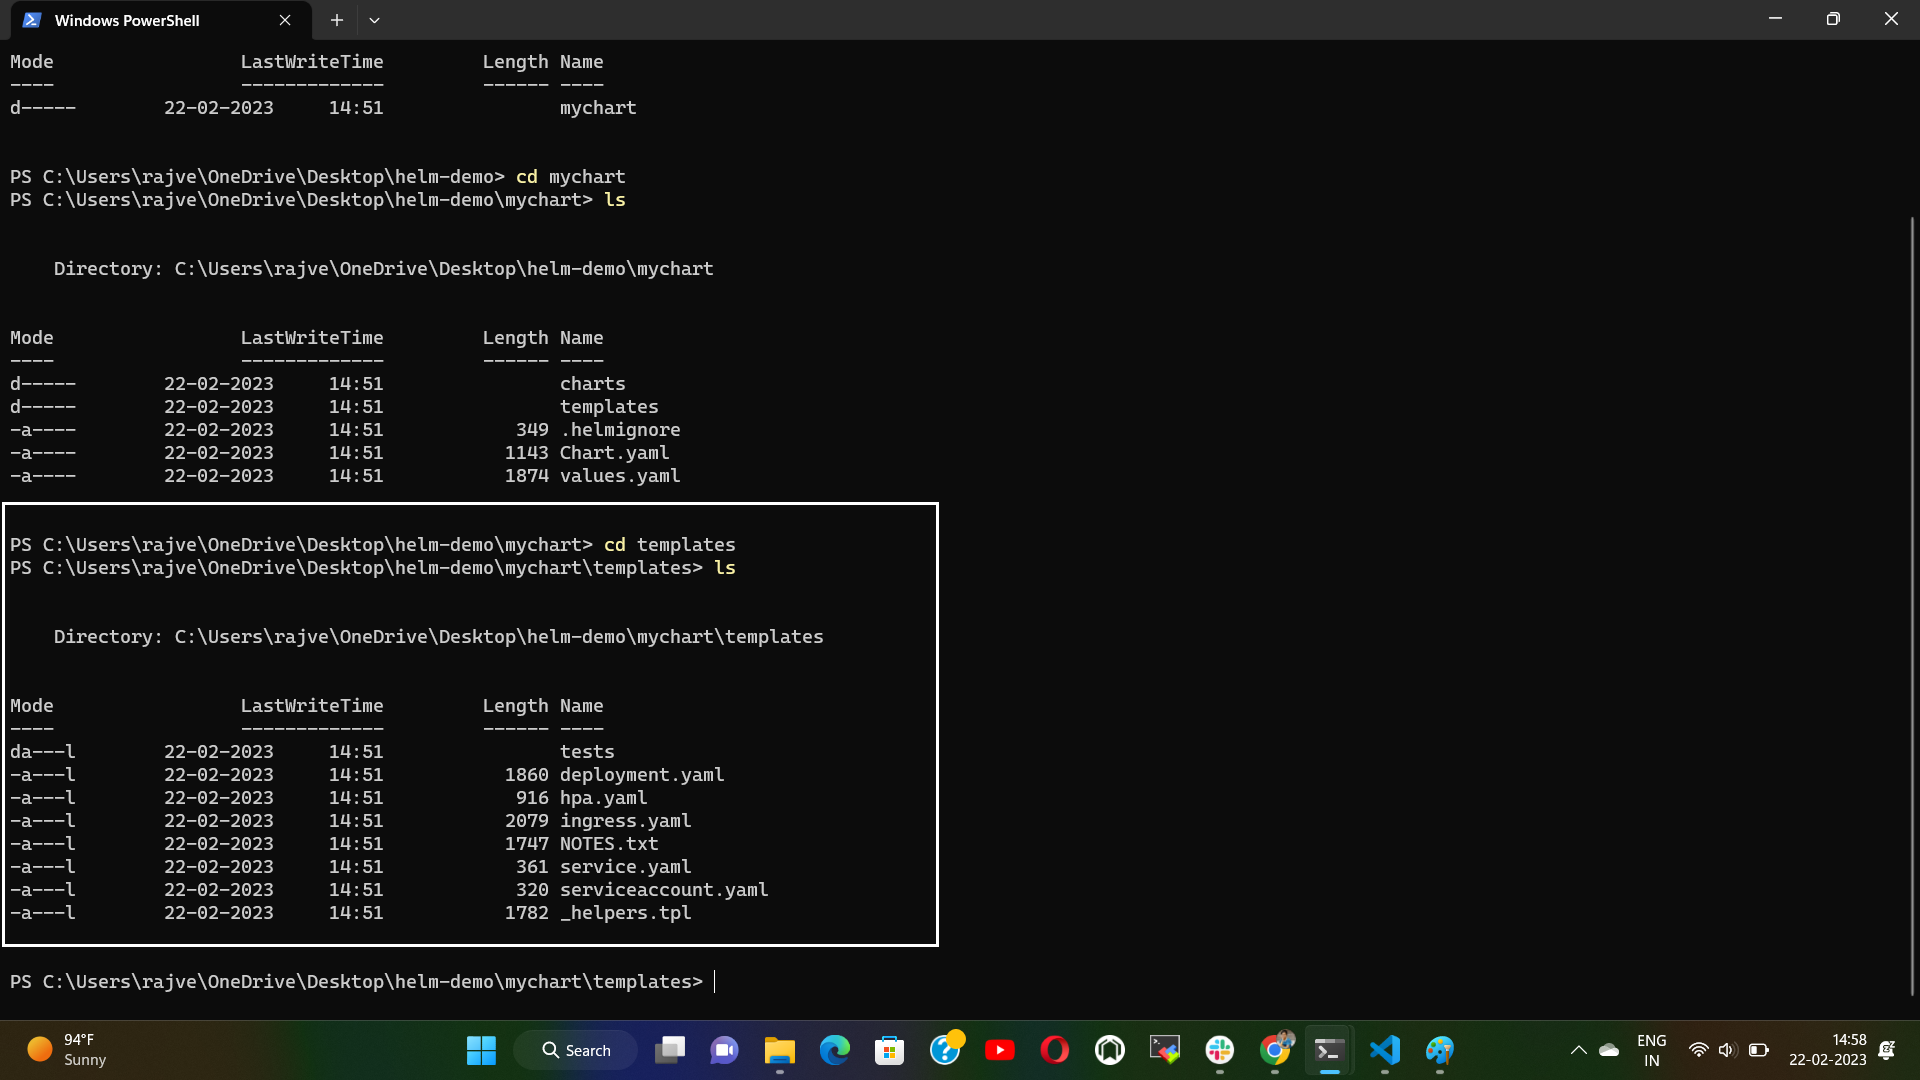 Windows PowerShell
Mode                 LastWriteTime         Length Name
----                 -------------         ------ ----
d-----        22-02-2023     14:51                mychart
PS C:\Users\rajve\OneDrive\Desktop\helm-demo> cd mychart
PS C:\Users\rajve\OneDrive\Desktop\helm-demo\mychart> ls
    Directory: C:\Users\rajve\OneDrive\Desktop\helm-demo\mychart
Mode                 LastWriteTime         Length Name
----                 -------------         ------ ----
d-----        22-02-2023     14:51                charts
d-----        22-02-2023     14:51                templates
-a----        22-02-2023     14:51            349 .helmignore
-a----        22-02-2023     14:51           1143 Chart.yaml
-a----        22-02-2023     14:51           1874 values.yaml
PS C:\Users\rajve\OneDrive\Desktop\helm-demo\mychart> cd templates
PS C:\Users\rajve\OneDrive\Desktop\helm-demo\mychart\templates> ls
    Directory: C:\Users\rajve\OneDrive\Desktop\helm-demo\mychart\templates
Mode                 LastWriteTime         Length Name
----                 -------------         ------ ----
da---l        22-02-2023     14:51                tests
-a---l        22-02-2023     14:51           1860 deployment.yaml
-a---l        22-02-2023     14:51            916 hpa.yaml
-a---l        22-02-2023     14:51           2079 ingress.yaml
-a---l        22-02-2023     14:51           1747 NOTES.txt
-a---l        22-02-2023     14:51            361 service.yaml
-a---l        22-02-2023     14:51            320 serviceaccount.yaml
-a---l        22-02-2023     14:51           1782 _helpers.tpl
PS C:\Users\rajve\OneDrive\Desktop\helm-demo\mychart\templates>
94°F
Sunny
Search
ENG
IN
14:58
22-02-2023